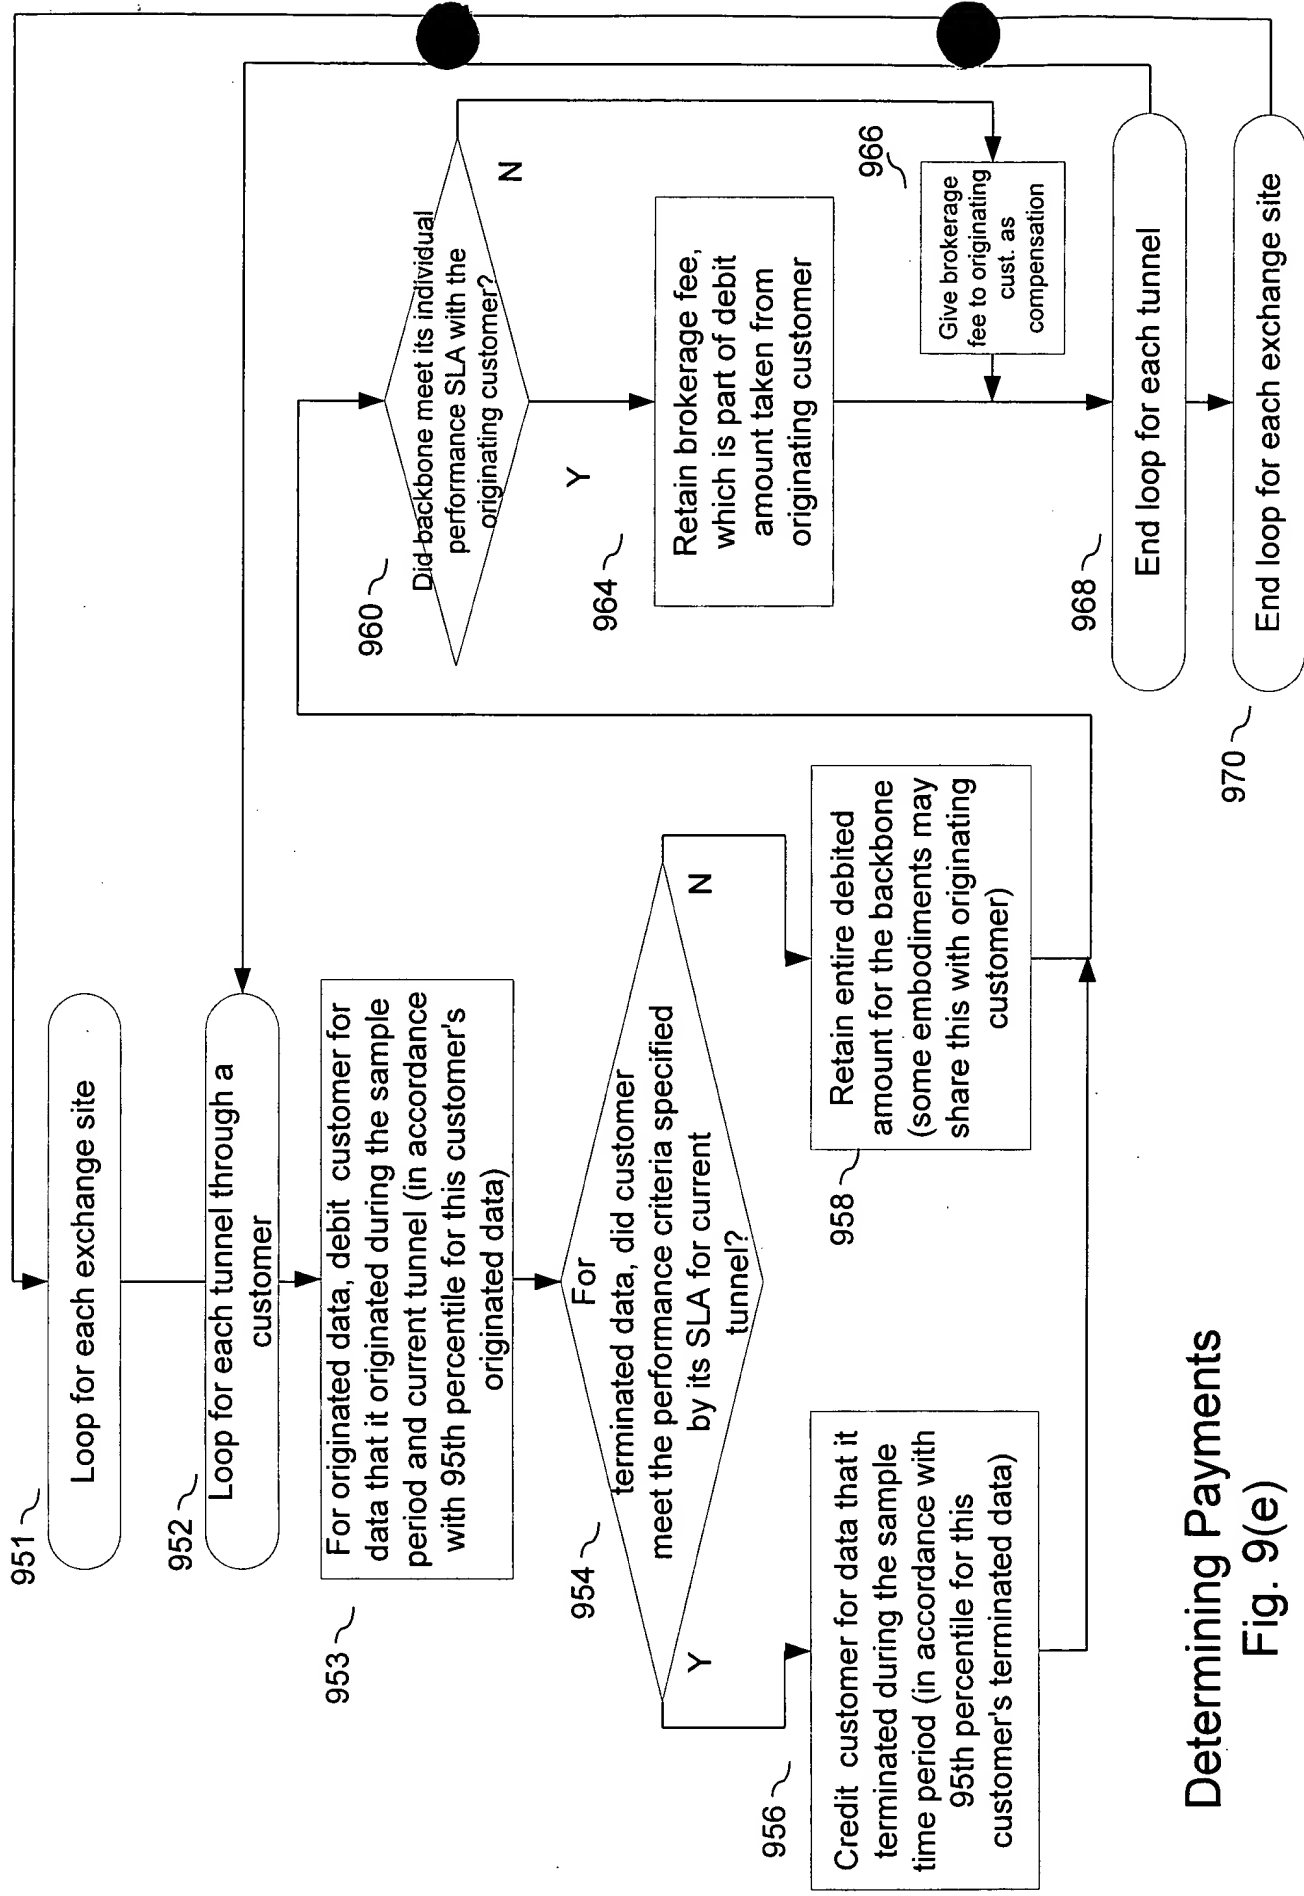 951
Loop for each exchange site
952
Loop for each tunnel through a
customer
953
For originated data, debit customer for
data that it originated during the sample
period and current tunnel (in accordance
with 95th percentile for this customer's
originated data)
954
For
terminated data, did customer
meet the performance criteria specified
by its SLA for current
tunnel?
Y
N
956
Credit customer for data that it
terminated during the sample
time period (in accordance with
95th percentile for this
customer's terminated data)
958
Retain entire debited
amount for the backbone
(some embodiments may
share this with originating
customer)
960
Did backbone meet its individual
performance SLA with the
originating customer?
N
Y
964
Retain brokerage fee,
which is part of debit
amount taken from
originating customer
966
Give brokerage
fee to originating
cust. as
compensation
968
End loop for each tunnel
970
End loop for each exchange site
Determining Payments
Fig. 9(e)